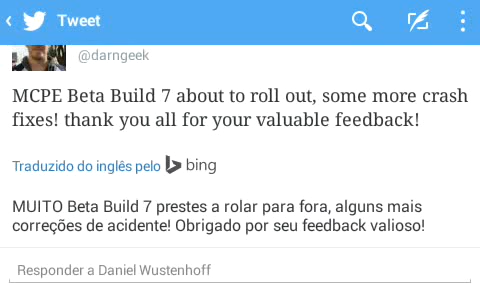 Tweet
@darngeek
MCPE Beta Build 7 about to roll out, some more crash
fixes! thank you all for your valuable feedback!
Traduzido do inglês pelo bing
MUITO Beta Build 7 prestes a rolar para fora, alguns mais
correções de acidente! Obrigado por seu feedback valioso!
Responder a Daniel Wustenhoff